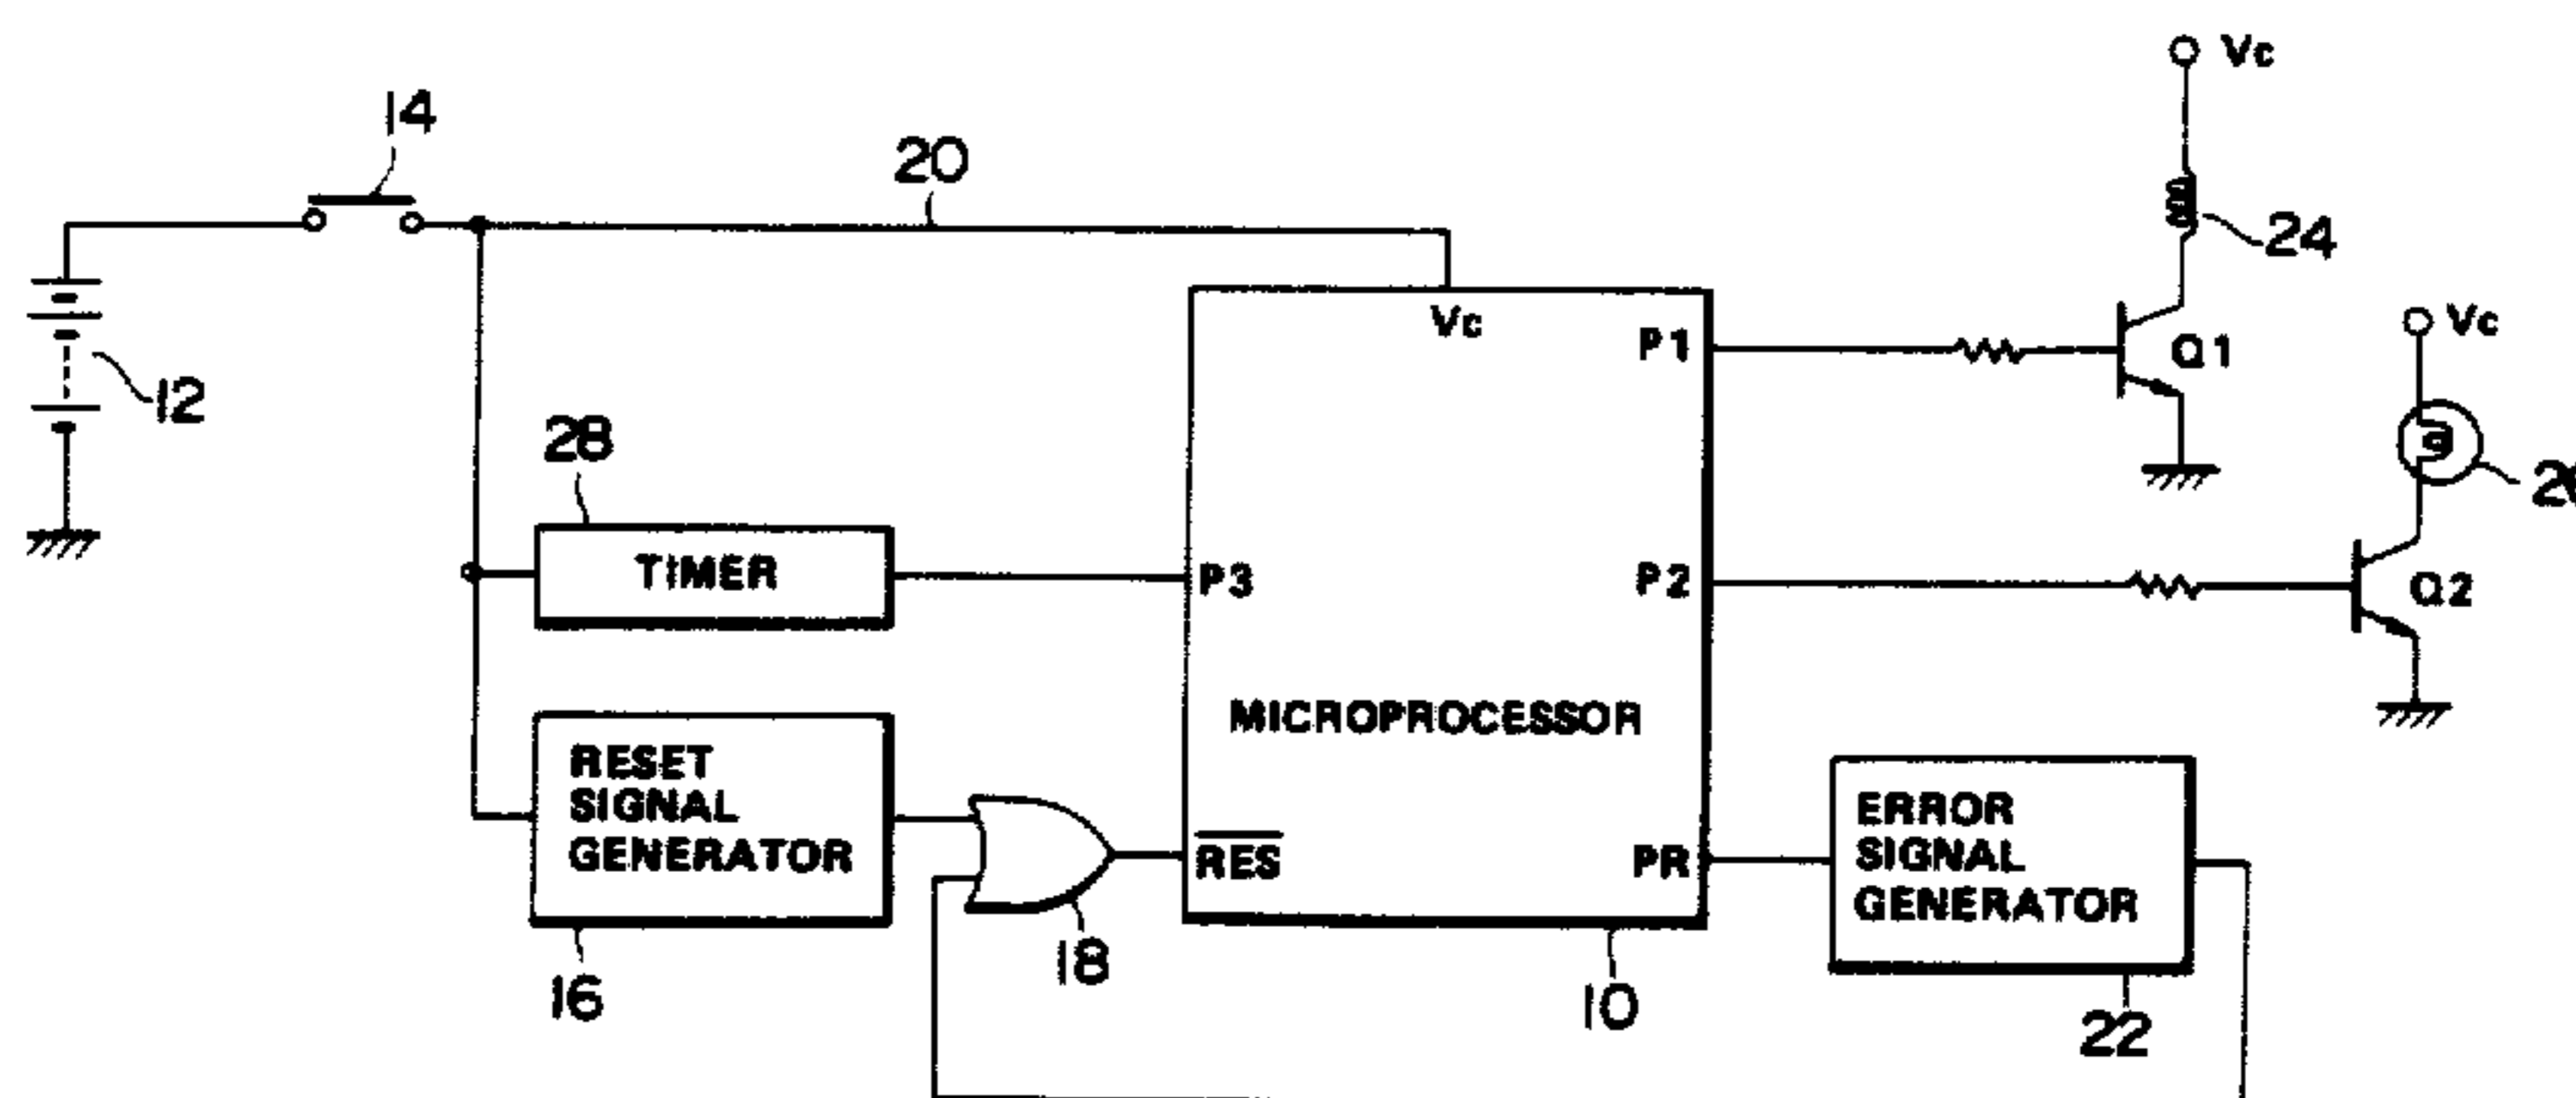 Vc
14
20
24
Vc
Vc
P1
Q1
12
28
TIMER
P3
P2
Q2
MICROPROCESSOR
RESET
SIGNAL
GENERATOR
RES
PR
ERROR
SIGNAL
GENERATOR
18
16
10
22